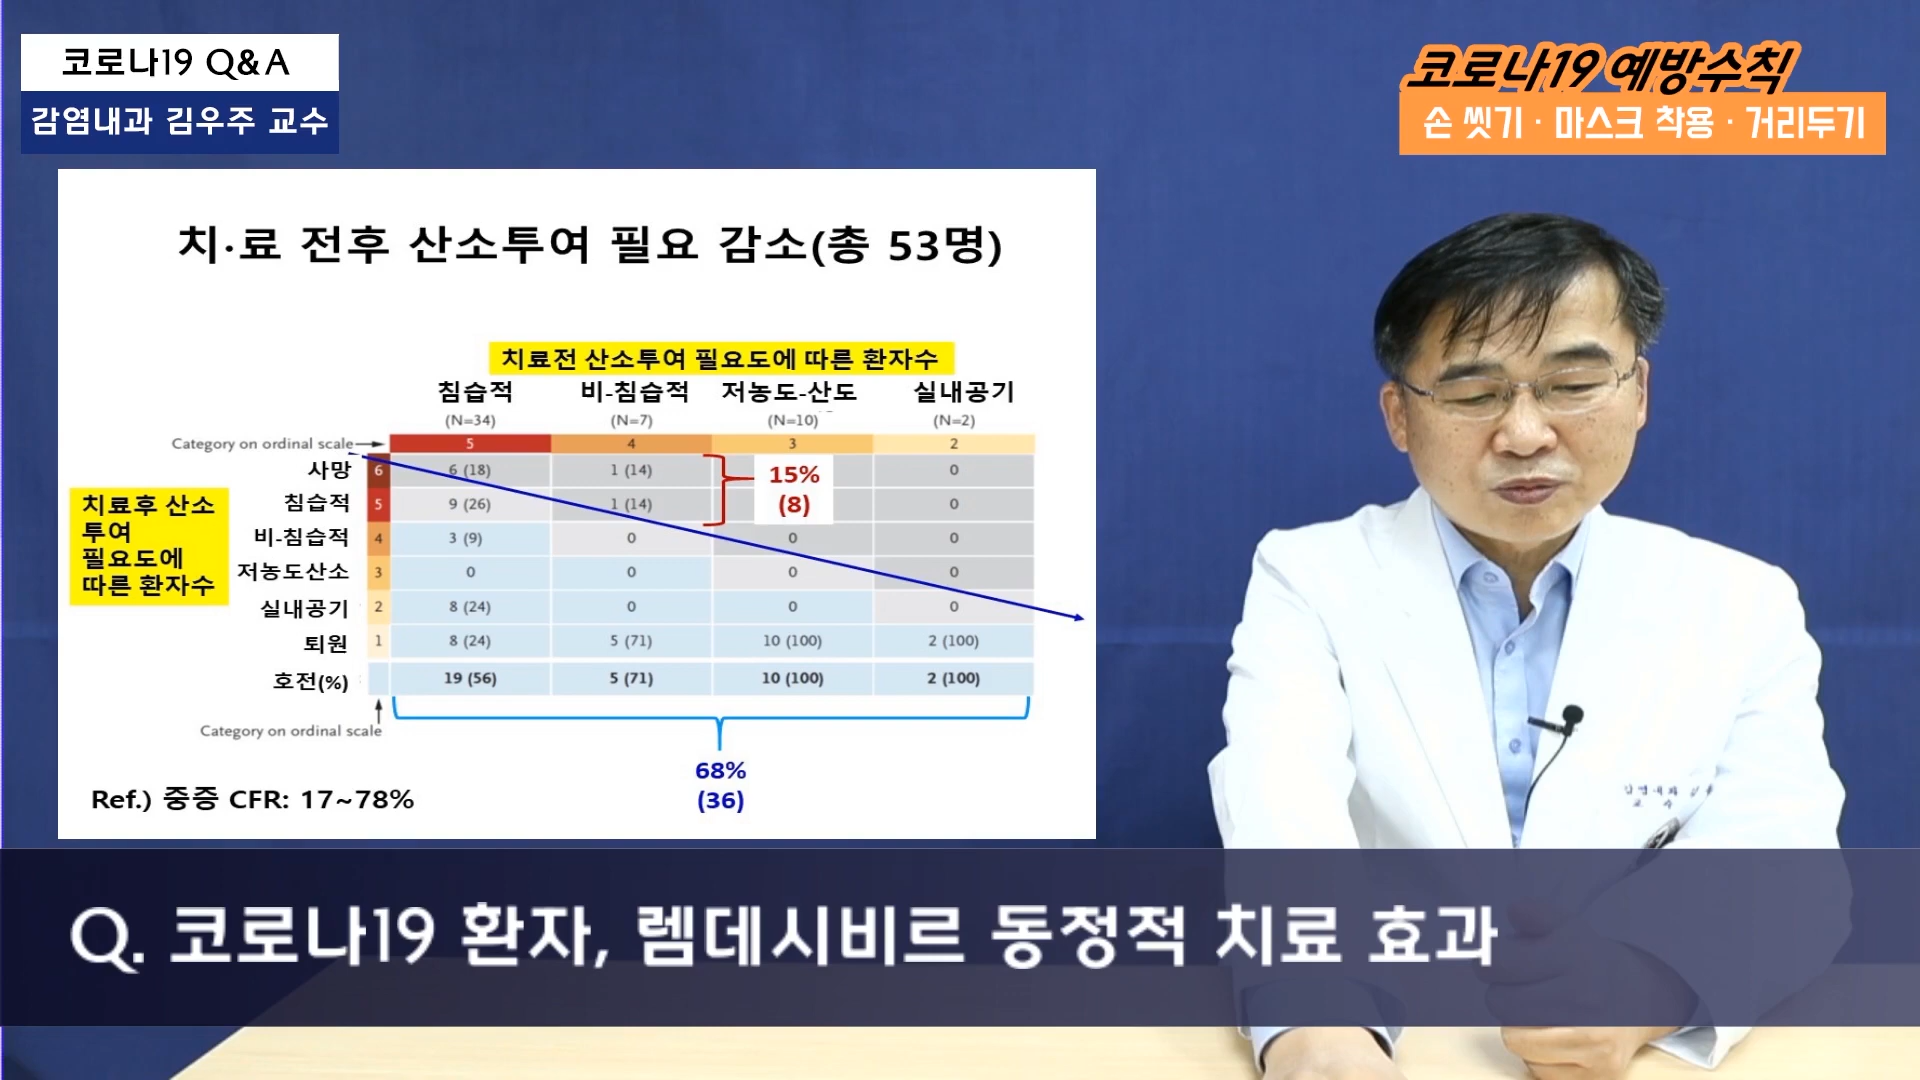 코로나19 Q&A
감염내과 김우주 교수
코로나19 예방수칙
손 씻기 · 마스크 착용 · 거리두기
치·료 전후 산소투여 필요 감소(총 53명)
치료전 산소투여 필요도에 따른 환자수
침습적 비-침습적 저농도-산도 실내공기
(N=34) (N=7) (N=10) (N=2)
Category on ordinal scale 5 4 3 2
사망 6 6 (18) 1 (14) 0
침습적 5 9 (26) 1 (14) 0
15%
(8)
치료후 산소
투여
필요도에
따른 환자수
비-침습적 4 3 (9) 0 0 0
저농도산소 3 0 0 0 0
실내공기 2 8 (24) 0 0 0
퇴원 1 8 (24) 5 (71) 10 (100) 2 (100)
호전(%) 19 (56) 5 (71) 10 (100) 2 (100)
Category on ordinal scale
68%
(36)
Ref.) 중증 CFR: 17~78%
Q. 코로나19 환자, 렘데시비르 동정적 치료 효과